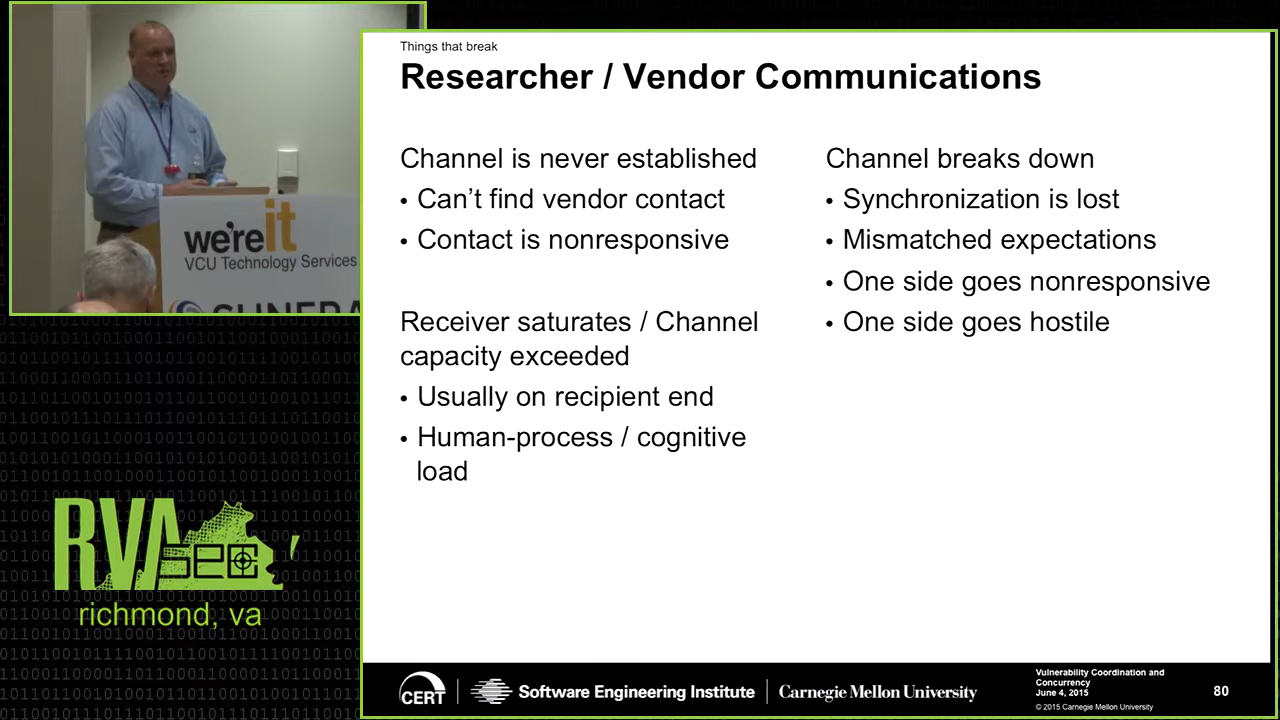 Things that break
Researcher / Vendor Communications
Channel is never established
• Can’t find vendor contact
• Contact is nonresponsive
Receiver saturates / Channel
capacity exceeded
• Usually on recipient end
• Human-process / cognitive
load
Channel breaks down
• Synchronization is lost
• Mismatched expectations
• One side goes nonresponsive
• One side goes hostile
we're it
VCU Technology Services
RVA
sec
richmond, va
CERT
Software Engineering Institute
Carnegie Mellon University
Vulnerability Coordination and
Concurrency
June 4, 2015
© 2015 Carnegie Mellon University
80